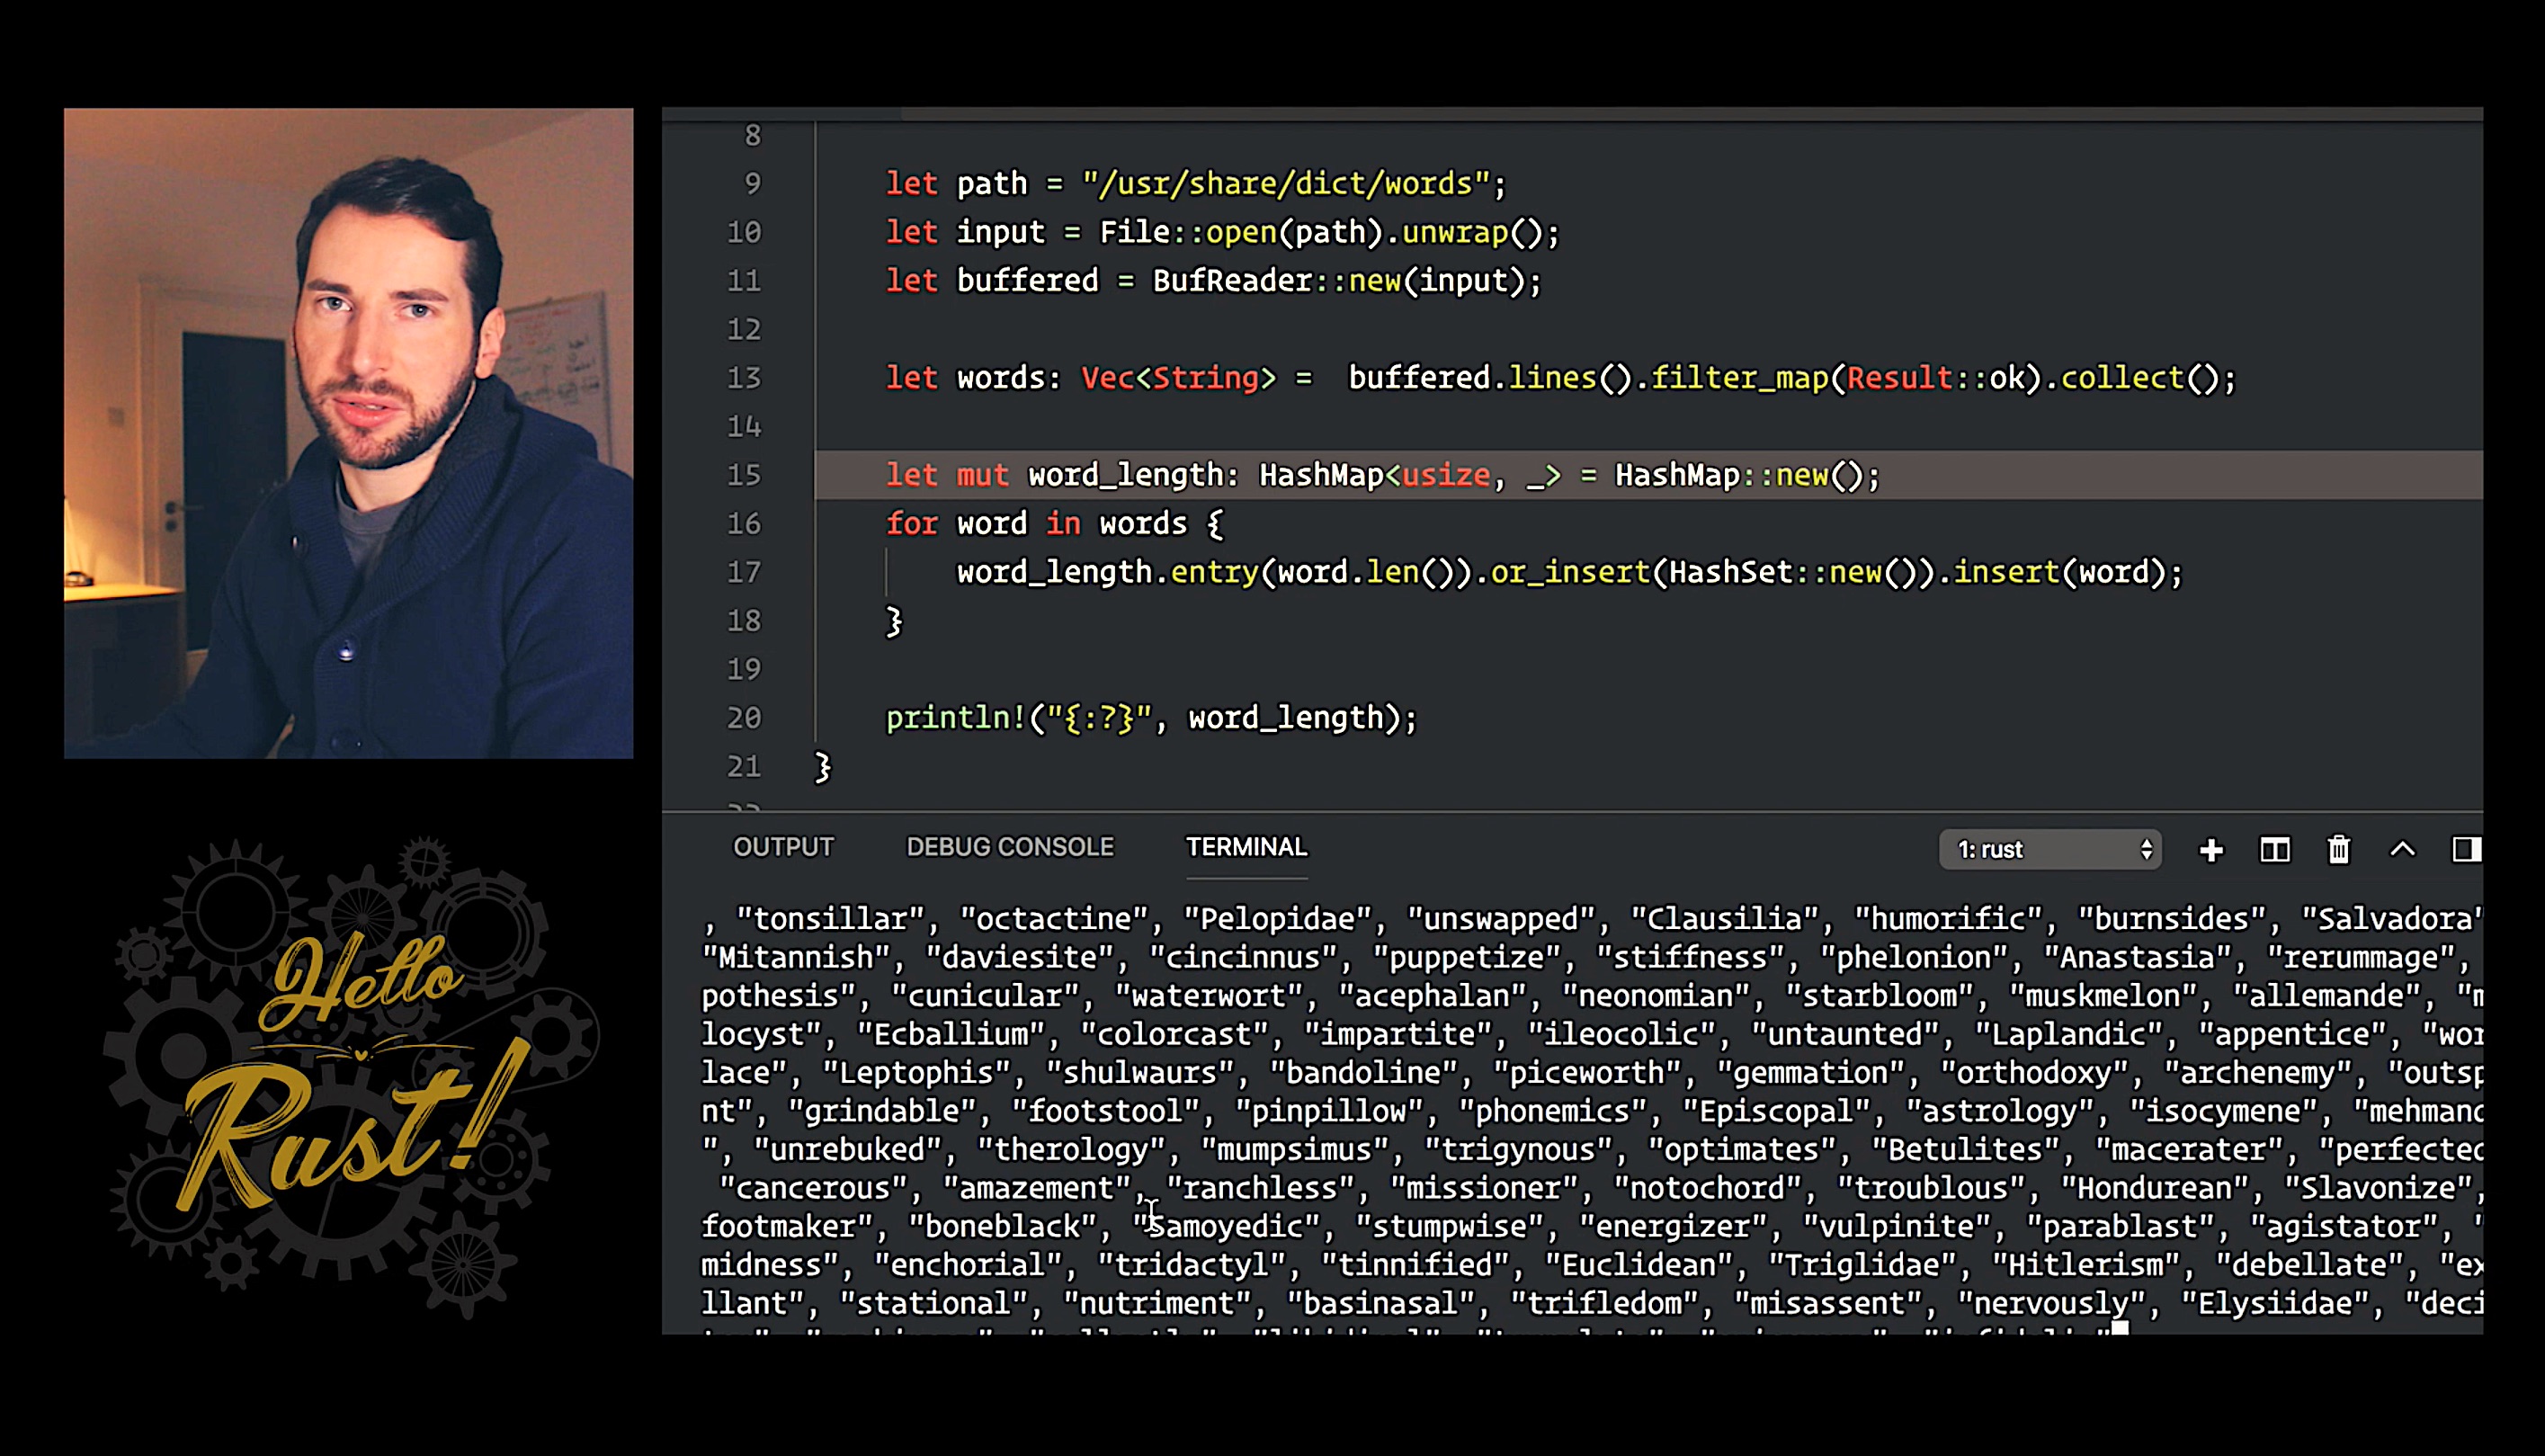 8
9 let path = "/usr/share/dict/words";
10 let input = File::open(path).unwrap();
11 let buffered = BufReader::new(input);
12
13 let words: Vec<String> =  buffered.lines().filter_map(Result::ok).collect();
14
15 let mut word_length: HashMap<usize, _> = HashMap::new();
16 for word in words {
17 word_length.entry(word.len()).or_insert(HashSet::new()).insert(word);
18 }
19
20 println!("{:?}", word_length);
21 }
OUTPUT DEBUG CONSOLE TERMINAL 1: rust
, "tonsillar", "octactine", "Pelopidae", "unswapped", "Clausilia", "humorific", "burnsides", "Salvadora"
"Mitannish", "daviesite", "cincinnus", "puppetize", "stiffness", "phelonion", "Anastasia", "rerummage",
pothesis", "cunicular", "waterwort", "acephalan", "neonomian", "starbloom", "muskmelon", "allemande", "m
locyst", "Ecballium", "colorcast", "impartite", "ileocolic", "untaunted", "Laplandic", "appentice", "wor
lace", "Leptophis", "shulwaurs", "bandoline", "piceworth", "gemmation", "orthodoxy", "archenemy", "outsp
nt", "grindable", "footstool", "pinpillow", "phonemics", "Episcopal", "astrology", "isocymene", "mehmand
", "unrebuked", "therology", "mumpsimus", "trigynous", "optimates", "Betulites", "macerater", "perfected
"cancerous", "amazement", "ranchless", "missioner", "notochord", "troublous", "Hondurean", "Slavonize",
footmaker", "boneblack", "Samoyedic", "stumpwise", "energizer", "vulpinite", "parablast", "agistator", "
midness", "enchorial", "tridactyl", "tinnified", "Euclidean", "Triglidae", "Hitlerism", "debellate", "ex
llant", "stational", "nutriment", "basinasal", "trifledom", "misassent", "nervously", "Elysiidae", "deci
Hello
Rust!